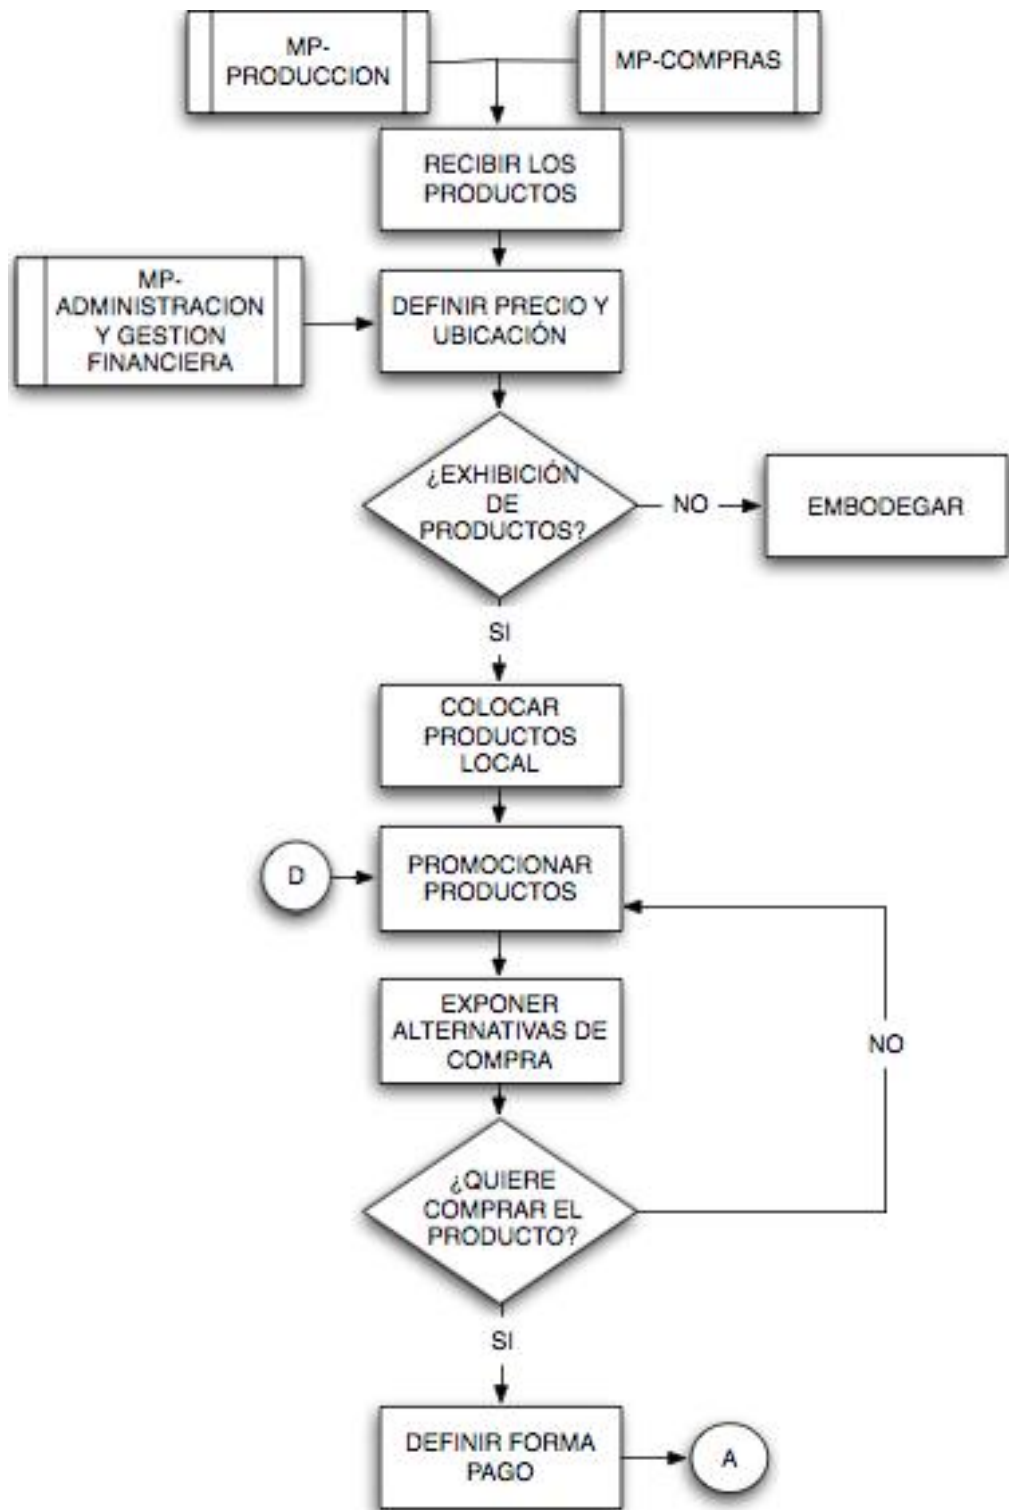 MP-
PRODUCCION
MP-COMPRAS
RECIBIR LOS
PRODUCTOS
MP-
ADMINISTRACION
Y GESTION
FINANCIERA
DEFINIR PRECIO Y
UBICACIÓN
¿EXHIBICIÓN
DE
PRODUCTOS?
NO
EMBODEGAR
SI
COLOCAR
PRODUCTOS
LOCAL
D
PROMOCIONAR
PRODUCTOS
EXPONER
ALTERNATIVAS DE
COMPRA
NO
¿QUIERE
COMPRAR EL
PRODUCTO?
SI
DEFINIR FORMA
PAGO
A